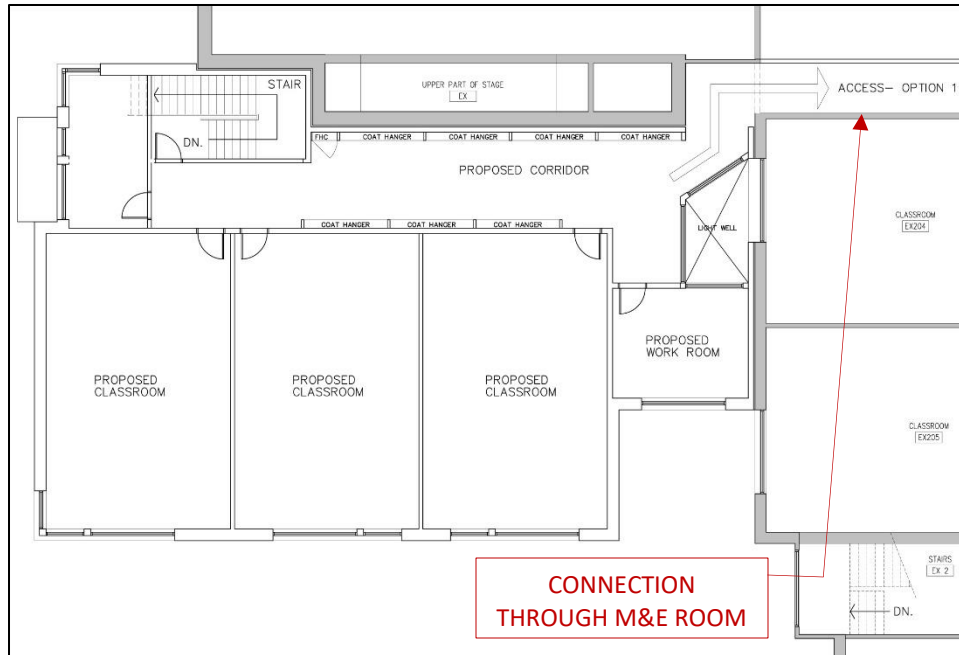 STAIR
UPPER PART OF STAGE
EX
ACCESS— OPTION 1
DN.
FHC
COAT HANGER
COAT HANGER
COAT HANGER
COAT HANGER
PROPOSED CORRIDOR
CLASSROOM
EX204
COAT HANGER
COAT HANGER
COAT HANGER
LIGHT WELL
PROPOSED
WORK ROOM
PROPOSED
CLASSROOM
PROPOSED
CLASSROOM
PROPOSED
CLASSROOM
CLASSROOM
EX205
STAIRS
EX 2
CONNECTION
THROUGH M&E ROOM
DN.